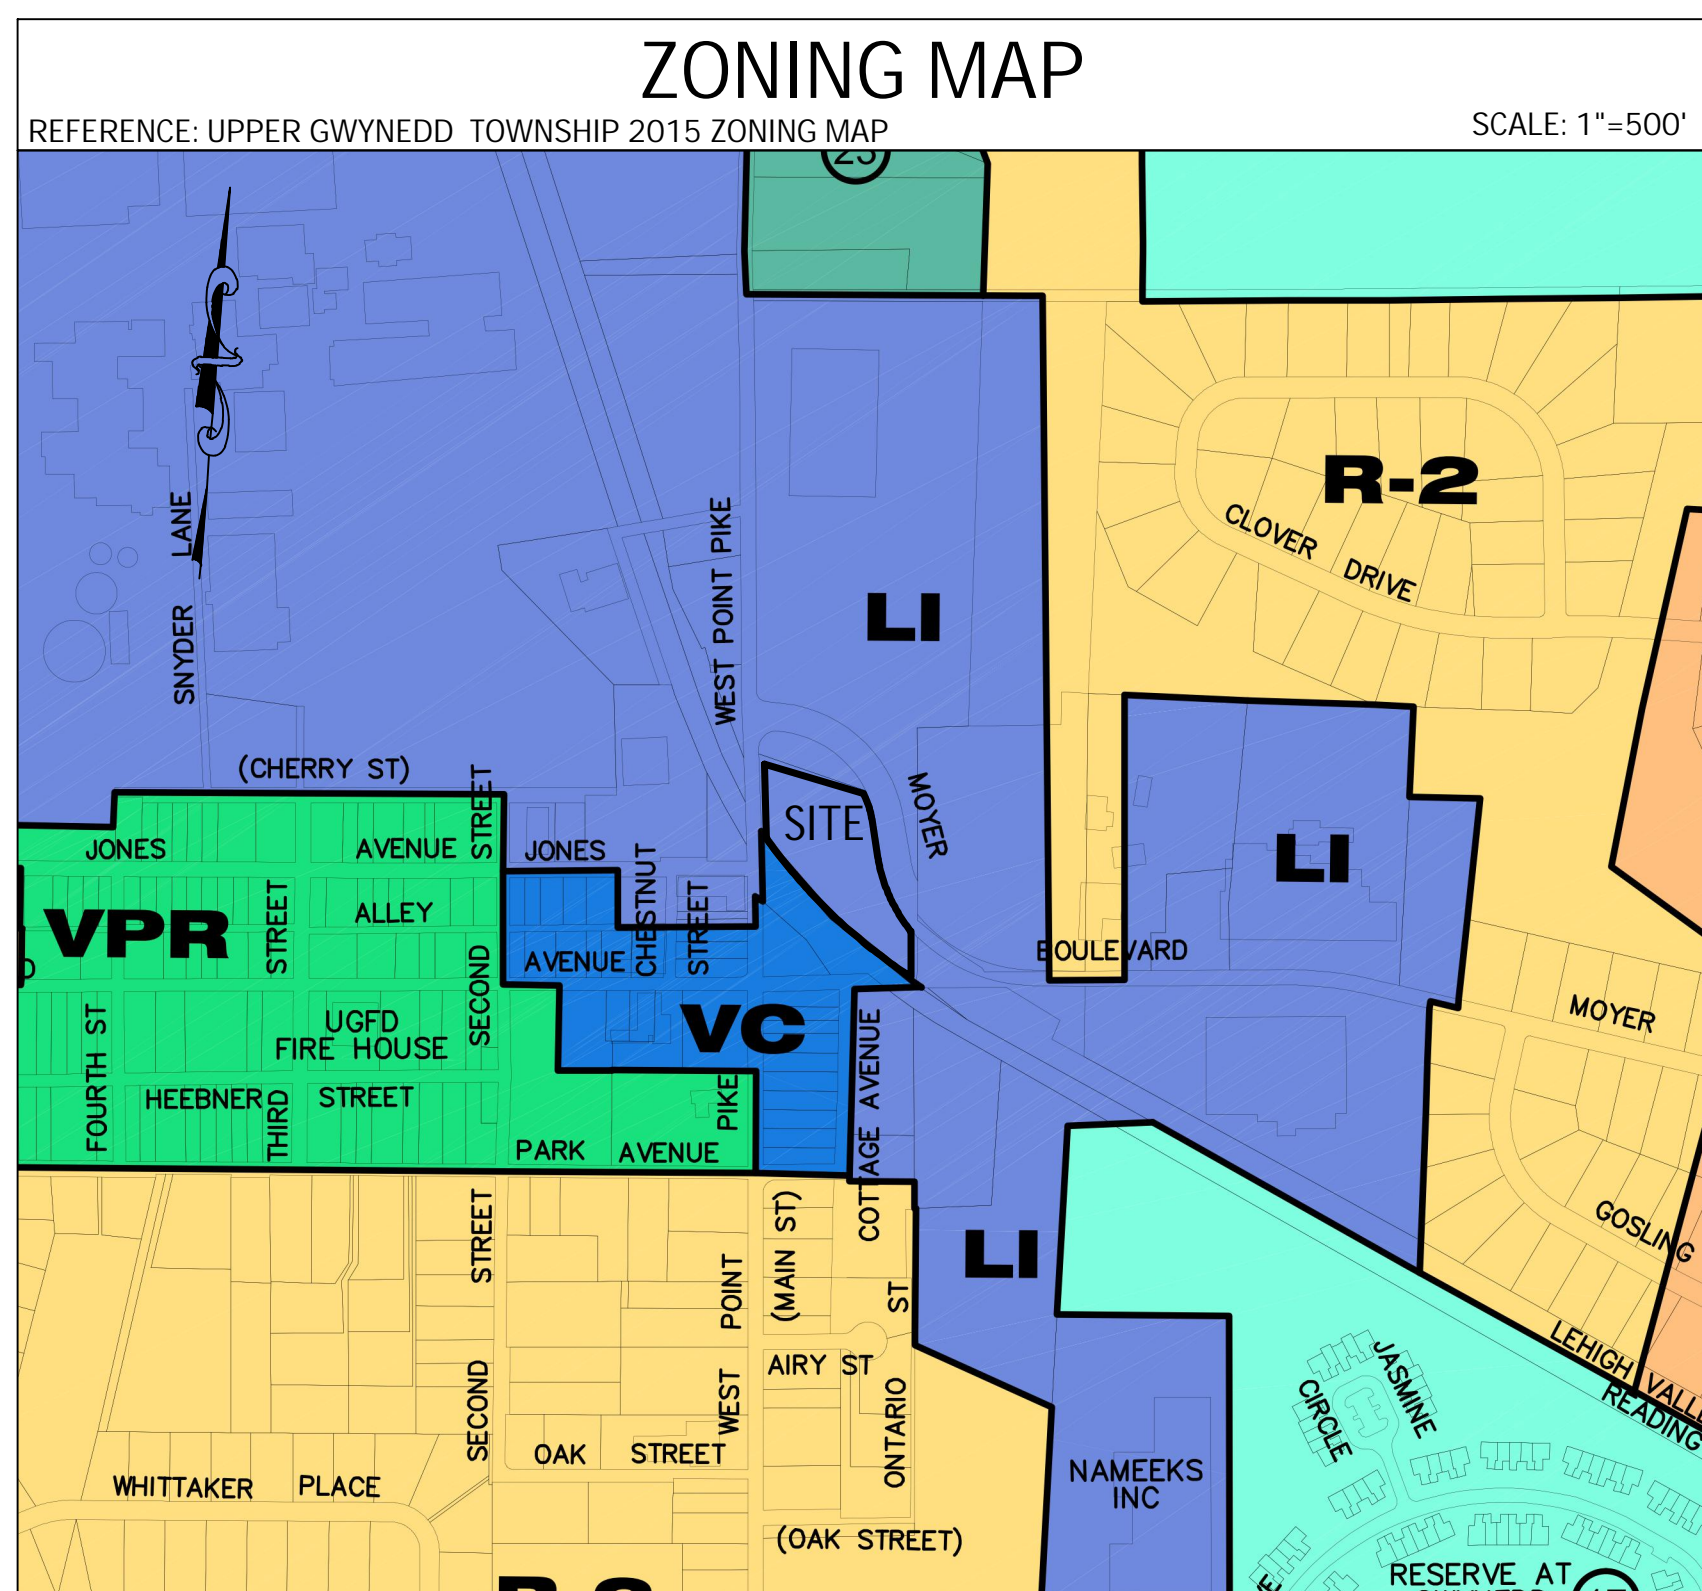 ZONING MAP
REFERENCE: UPPER GWYNEDD TOWNSHIP 2015 ZONING MAP
SCALE: 1"=500'
23
R-2
CLOVER
DRIVE
SNYDER LANE
WEST POINT PIKE
LI
(CHERRY ST)
SITE
MOYER
LI
JONES
AVENUE
STREET
JONES
CHESTNUT
STREET
VPR
STREET
ALLEY
AVENUE
BOULEVARD
SECOND
UGFD
FIRE HOUSE
VC
MOYER
FOURTH ST
HEEBNER
THIRD
STREET
PIKE
COTTAGE AVENUE
PARK
AVENUE
STREET
(MAIN ST)
LI
GOSLING
POINT
ST
AIRY ST
LEHIGH
JASMINE
CIRCLE
READING
SECOND
WEST
ONTARIO
OAK
STREET
NAMEEKS
INC
WHITTAKER
PLACE
(OAK STREET)
RESERVE AT